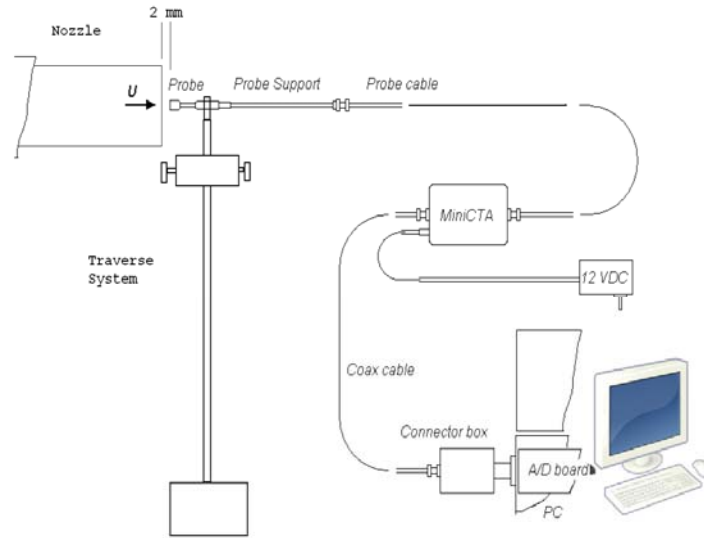 2 mm
Nozzle
Probe
Probe Support
Probe cable
U
MiniCTA
Traverse
System
12 VDC
Coax cable
Connector box
A/D board
PC